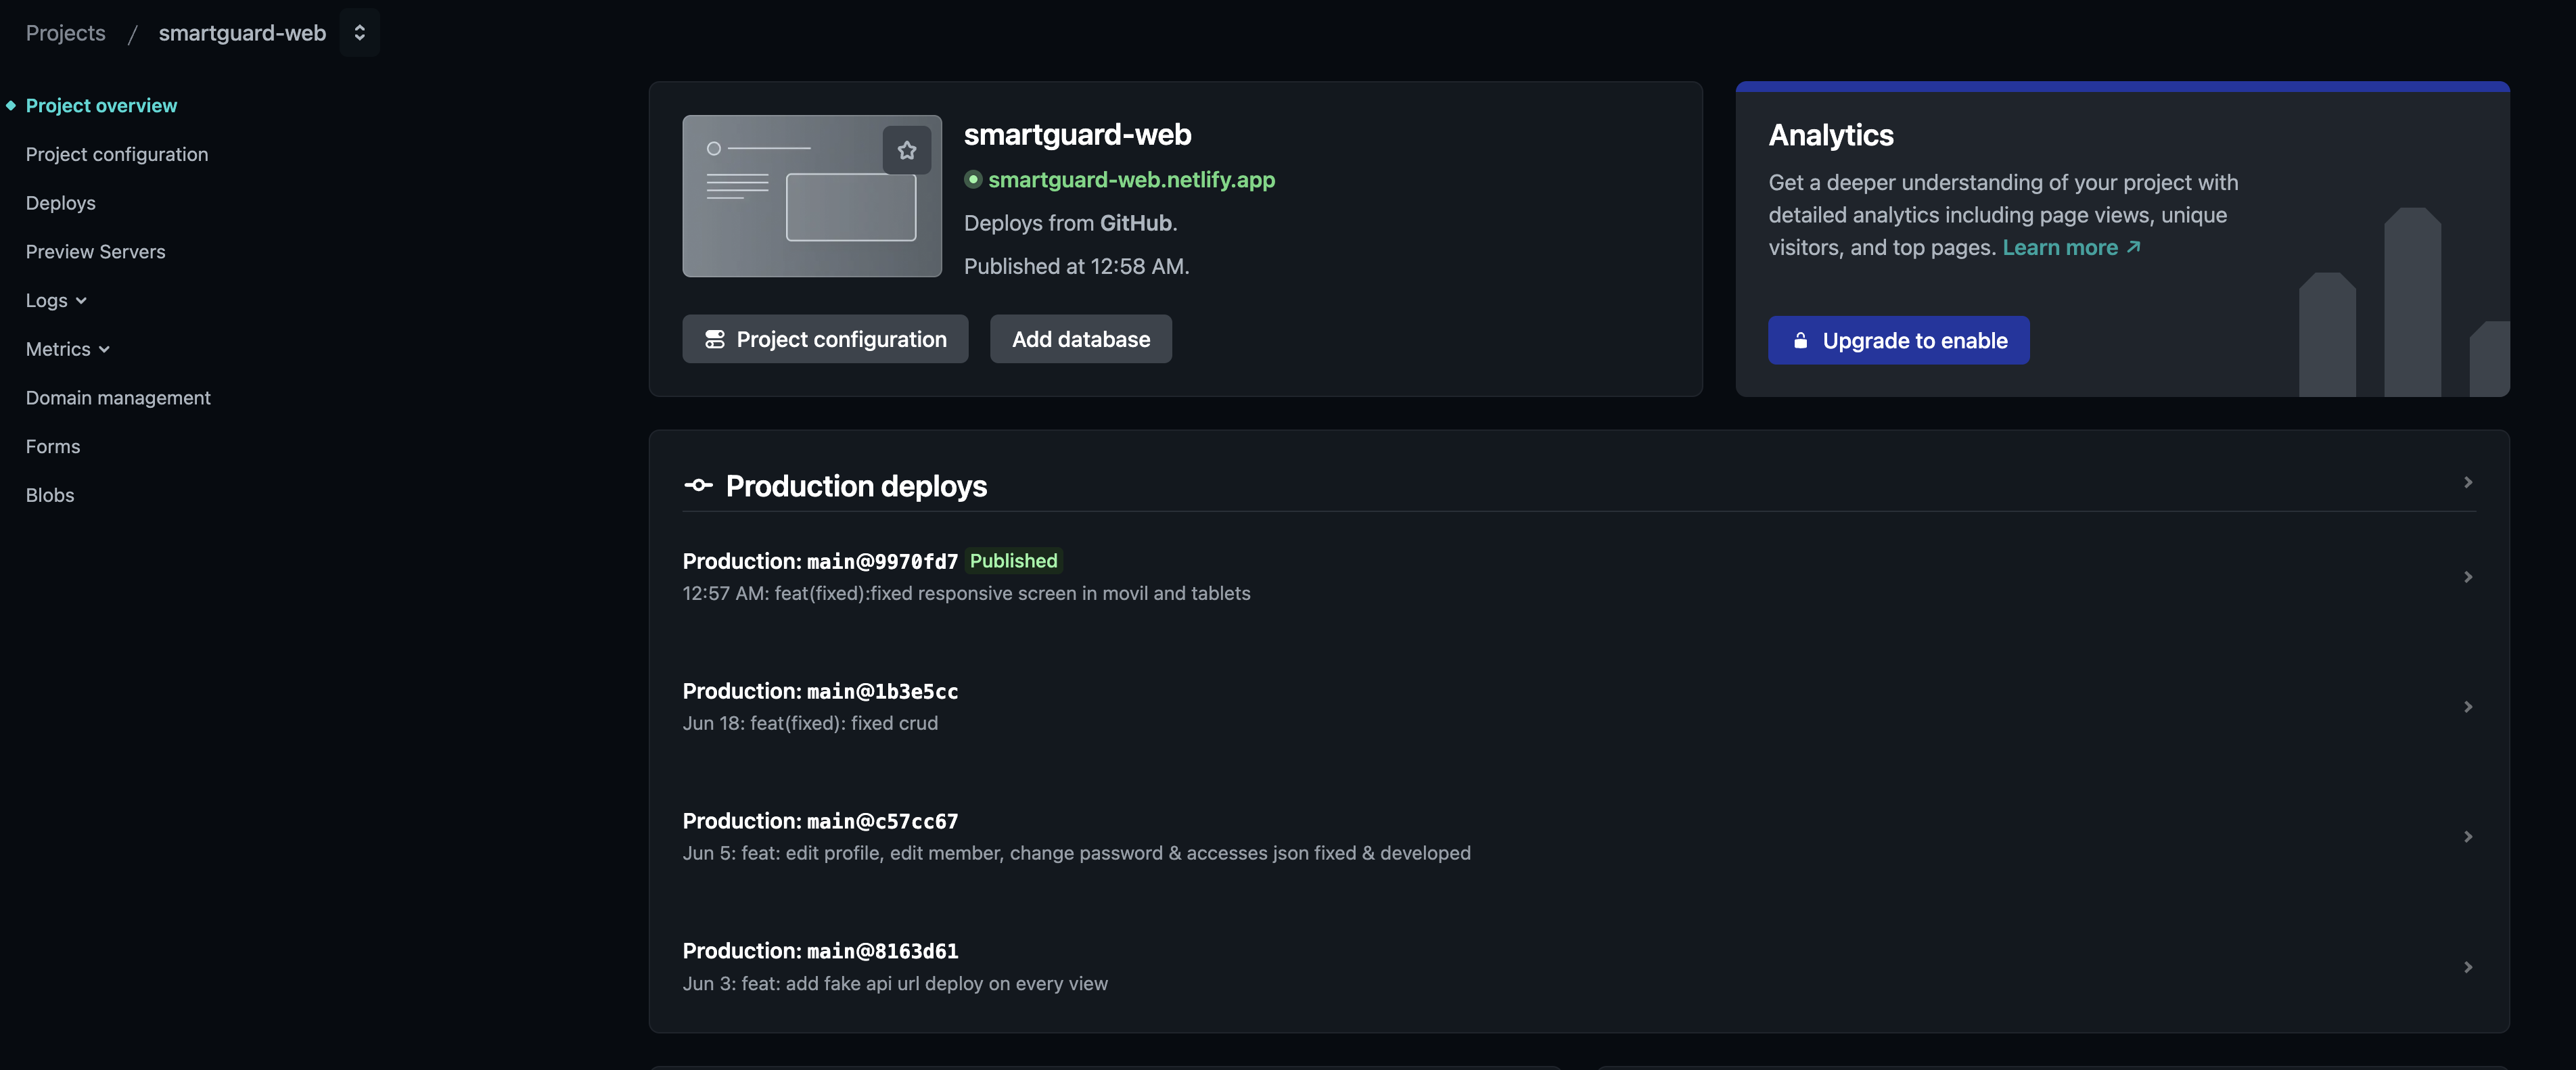 Projects / smartguard-web
Project overview
Project configuration
Deploys
Preview Servers
Logs
Metrics
Domain management
Forms
Blobs
smartguard-web
smartguard-web.netlify.app
Deploys from GitHub.
Published at 12:58 AM.
Project configuration
Add database
Analytics
Get a deeper understanding of your project with
detailed analytics including page views, unique
visitors, and top pages. Learn more ↗
Upgrade to enable
Production deploys
Production: main@9970fd7 Published
12:57 AM: feat(fixed):fixed responsive screen in movil and tablets
Production: main@1b3e5cc
Jun 18: feat(fixed): fixed crud
Production: main@c57cc67
Jun 5: feat: edit profile, edit member, change password & accesses json fixed & developed
Production: main@8163d61
Jun 3: feat: add fake api url deploy on every view